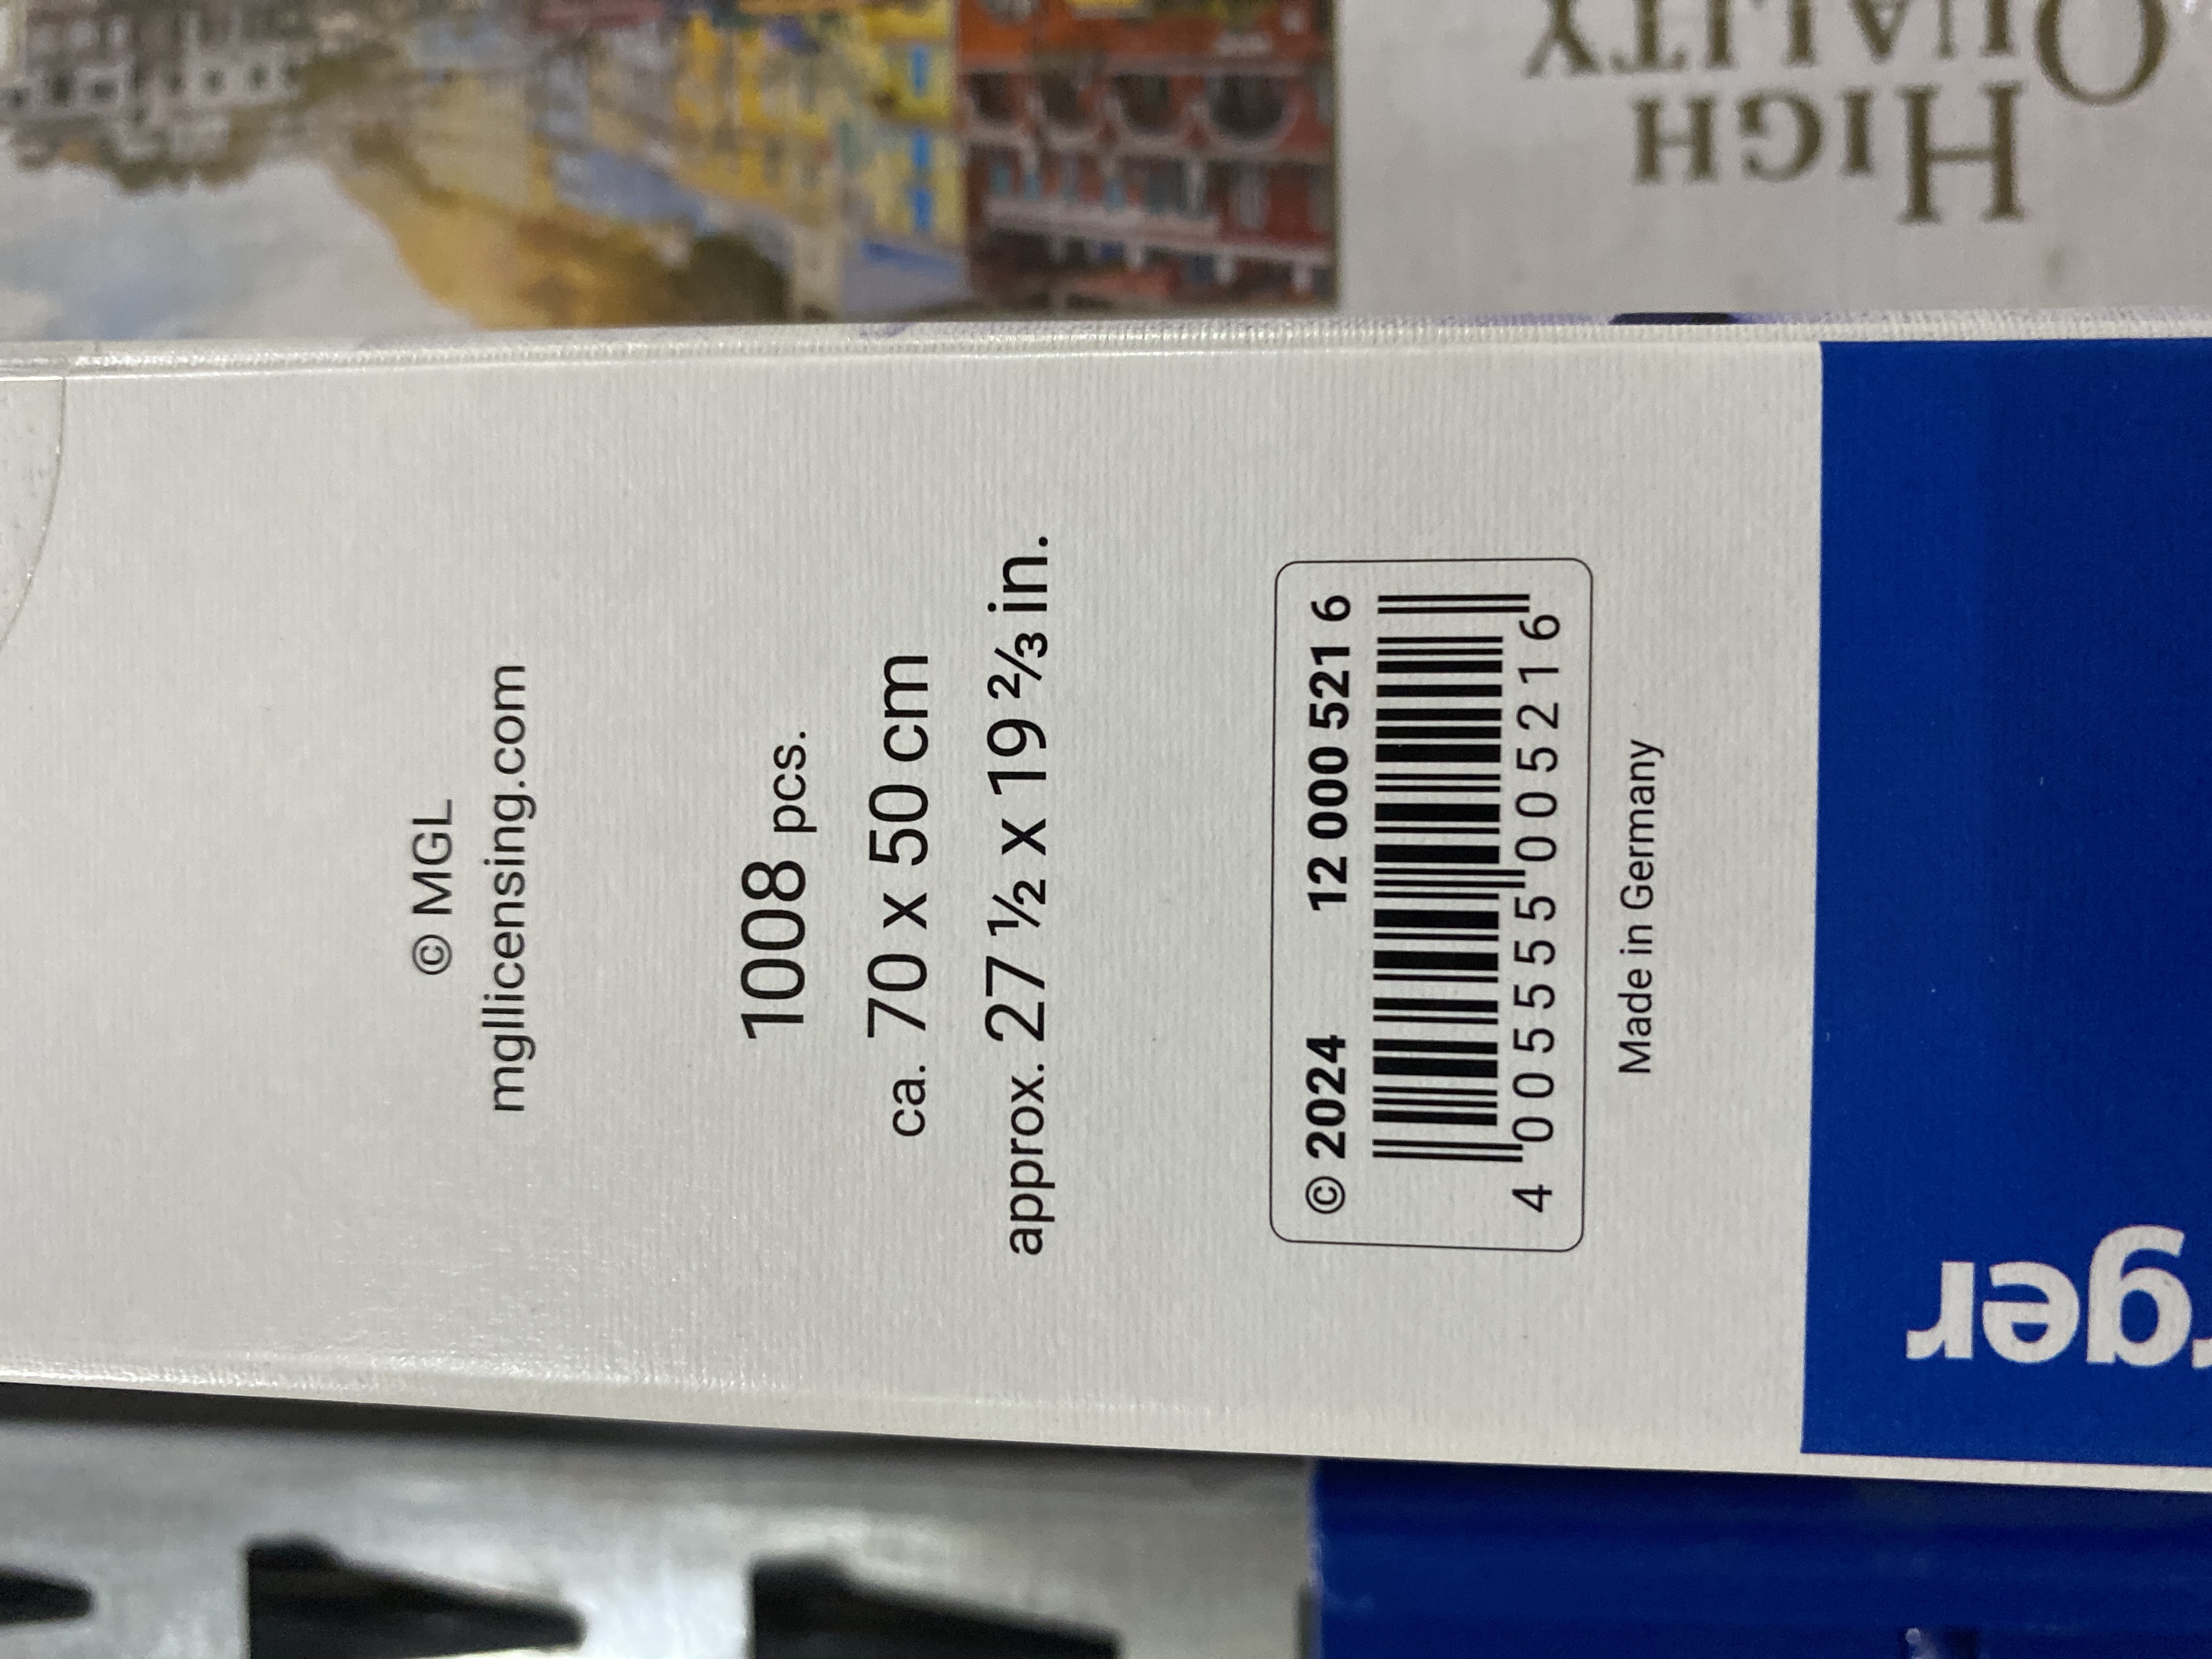 HIGH
QUALITY
© MGL
mgllicensing.com
1008 pcs.
ca. 70 x 50 cm
approx. 27 ½ x 19 ⅔ in.
© 2024 12 000 521 6
4 005555 005216
Made in Germany
rger